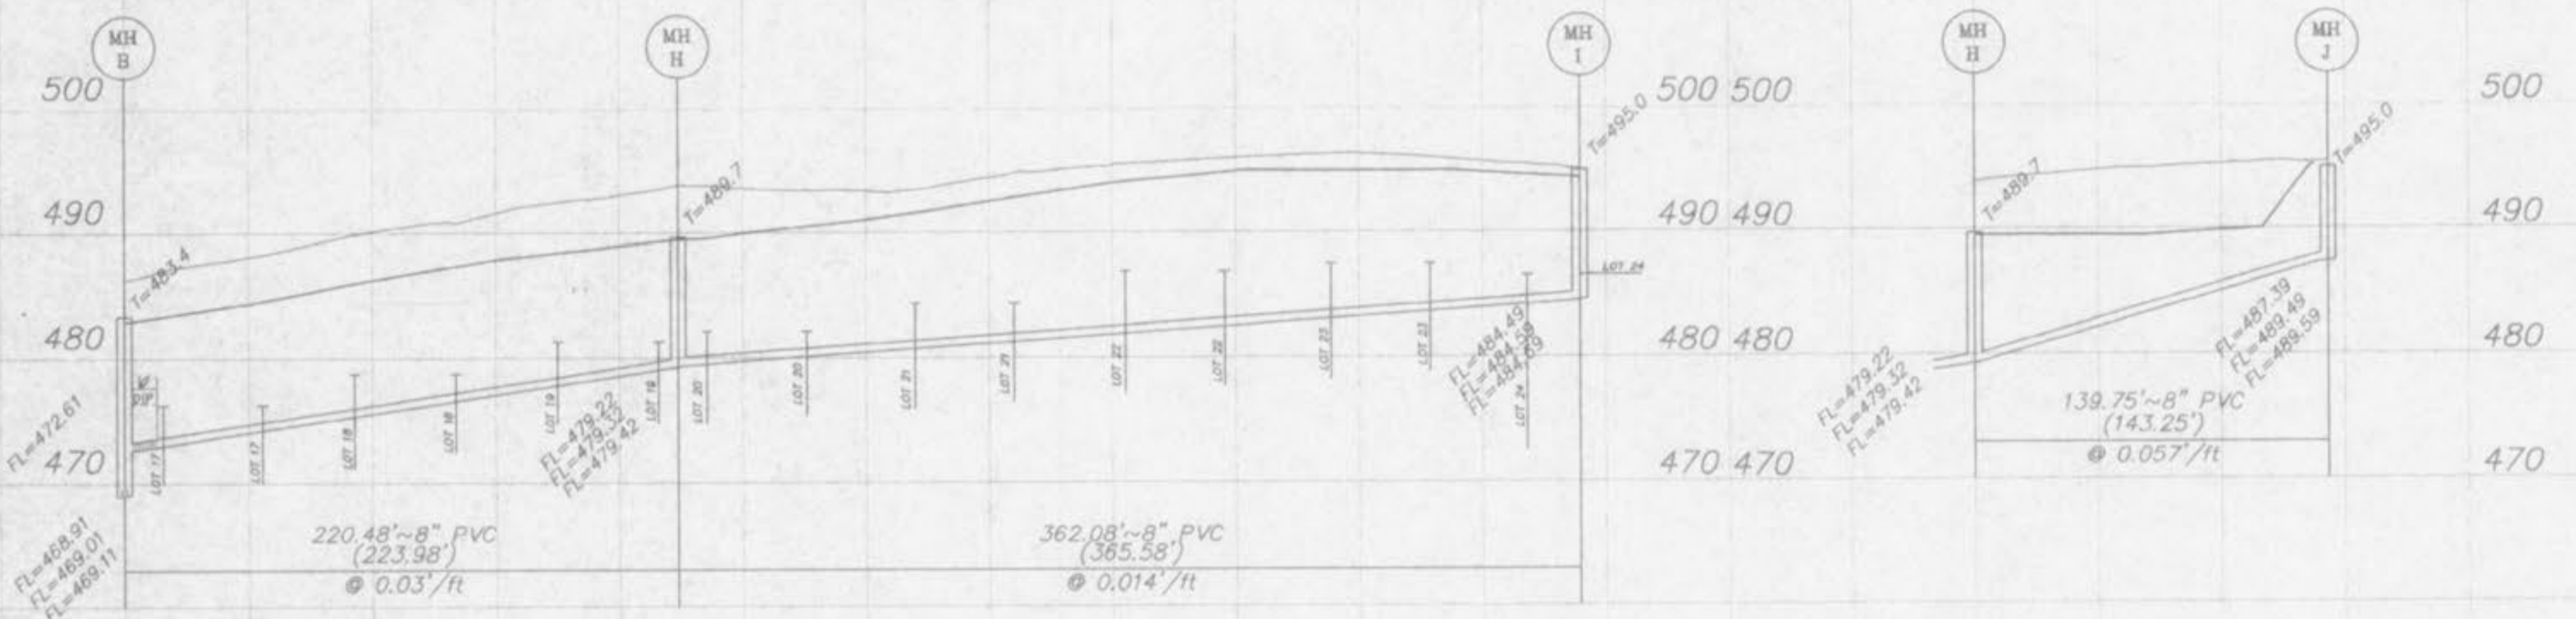 MH
B
MH
H
MH
I
MH
H
MH
J
500
500 500
500
490
490 490
490
480
480 480
480
470
470 470
470
T=483.4
T=489.7
T=495.0
T=489.7
T=495.0
FL=472.61
FL=468.91
FL=469.01
FL=469.11
DIP
LOT 17
LOT 17
LOT 18
LOT 18
LOT 19
LOT 19
FL=479.22
FL=479.32
FL=479.42
LOT 20
LOT 20
LOT 21
LOT 21
LOT 22
LOT 22
LOT 23
LOT 23
LOT 24
LOT 24
FL=484.49
FL=484.59
FL=484.69
220.48'~8" PVC
(223.98')
@ 0.03'/ft
362.08'~8" PVC
(365.58')
@ 0.014'/ft
FL=479.22
FL=479.32
FL=479.42
FL=487.39
FL=489.49
FL=489.59
139.75'~8" PVC
(143.25')
@ 0.057'/ft